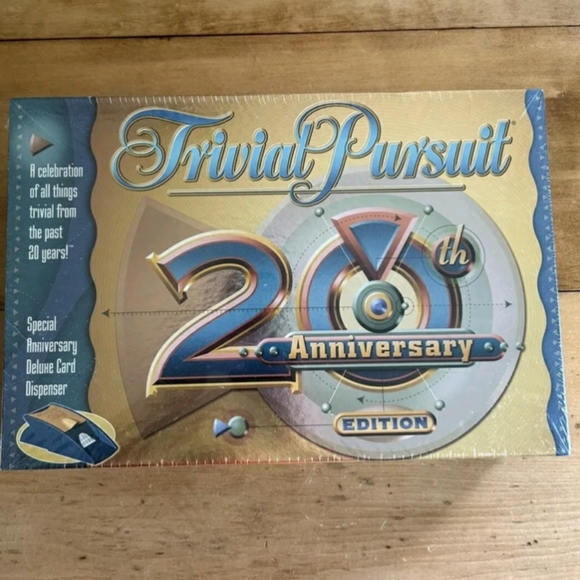 Trivial Pursuit®
A celebration
of all things
trivial from
the past
20 years!™
20th
Anniversary
EDITION
Special
Anniversary
Deluxe Card
Dispenser